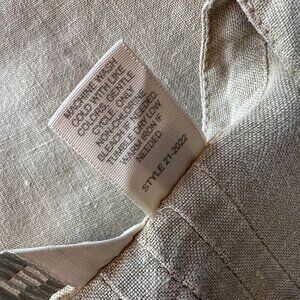 MACHINE WASH
COLD WITH LIKE
COLORS, GENTLE
CYCLE. ONLY
NON-CHLORINE
BLEACH IF NEEDED.
TUMBLE DRY LOW.
WARM IRON IF
NEEDED.
STYLE 21-2022